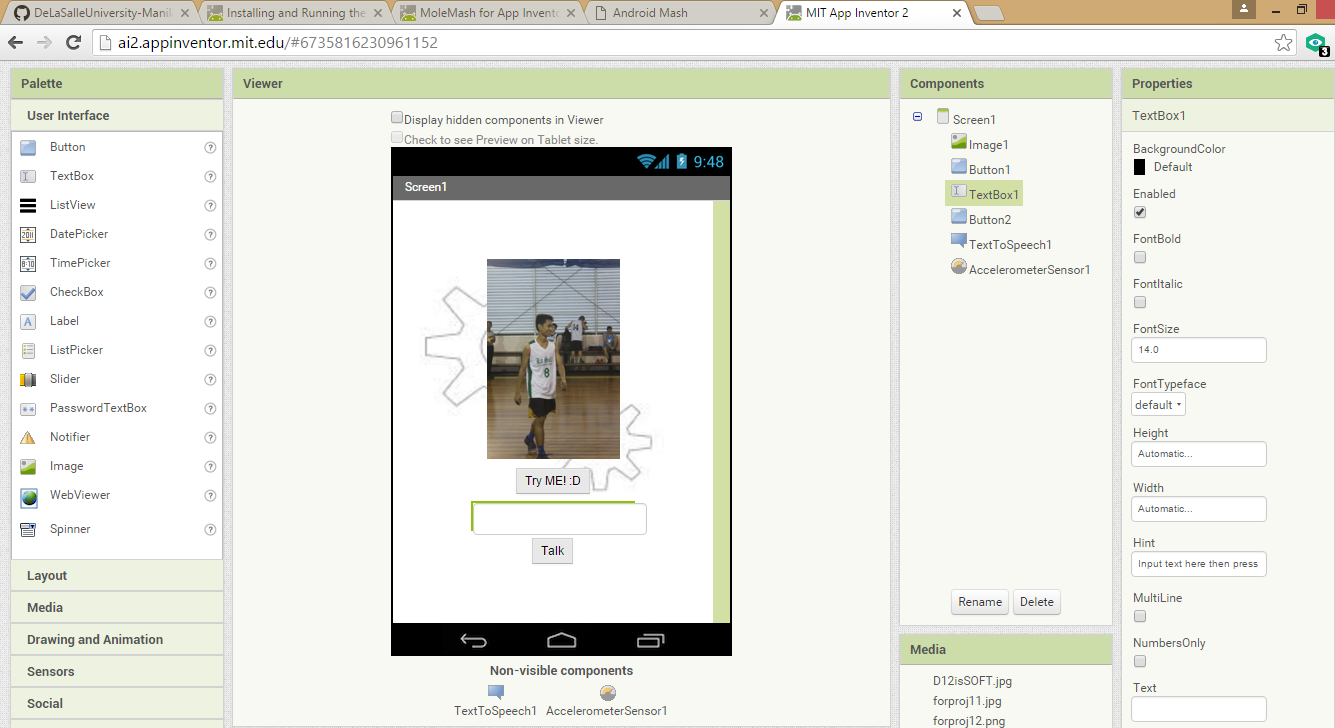 DeLaSalleUniversity-Manil
Installing and Running the
MoleMash for App Invento
Android Mash
MIT App Inventor 2
ai2.appinventor.mit.edu/#6735816230961152
3
Palette
User Interface
Button ?
TextBox ?
ListView ?
DatePicker ?
TimePicker ?
CheckBox ?
Label ?
ListPicker ?
Slider ?
PasswordTextBox ?
Notifier ?
Image ?
WebViewer ?
Spinner ?
Layout
Media
Drawing and Animation
Sensors
Social
Viewer
Display hidden components in Viewer
Check to see Preview on Tablet size.
9:48
Screen1
8
Try ME! :D
Talk
Non-visible components
TextToSpeech1
AccelerometerSensor1
Components
Screen1
Image1
Button1
TextBox1
Button2
TextToSpeech1
AccelerometerSensor1
Rename
Delete
Media
D12isSOFT.jpg
forproj11.jpg
forproj12.png
Properties
TextBox1
BackgroundColor
Default
Enabled
FontBold
FontItalic
FontSize
14.0
FontTypeface
default
Height
Automatic...
Width
Automatic...
Hint
Input text here then press
MultiLine
NumbersOnly
Text